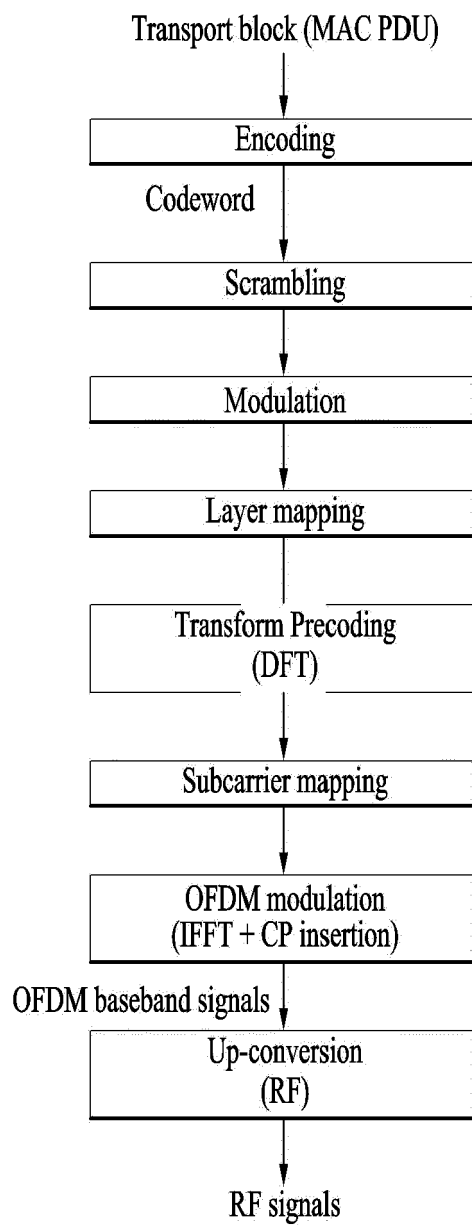 Transport block (MAC PDU)
Encoding
Codeword
Scrambling
Modulation
Layer mapping
Transform Precoding
(DFT)
Subcarrier mapping
OFDM modulation
(IFFT + CP insertion)
OFDM baseband signals
Up-conversion
(RF)
RF signals